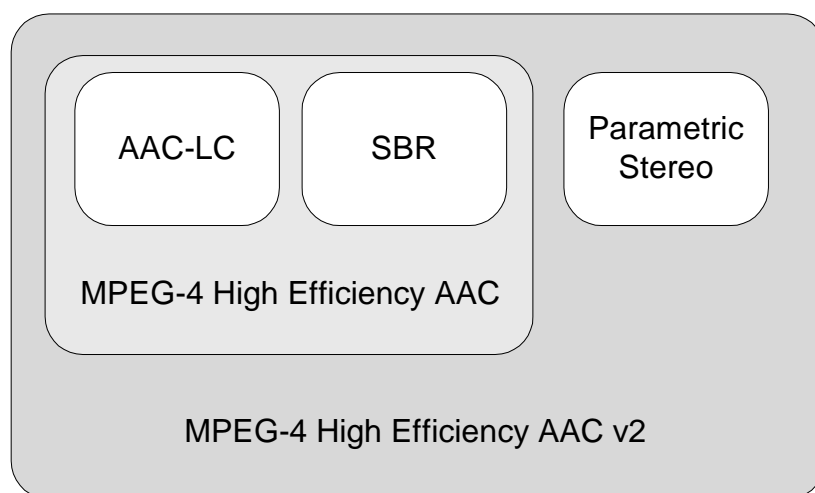 AAC-LC
SBR
Parametric
Stereo
MPEG-4 High Efficiency AAC
MPEG-4 High Efficiency AAC v2